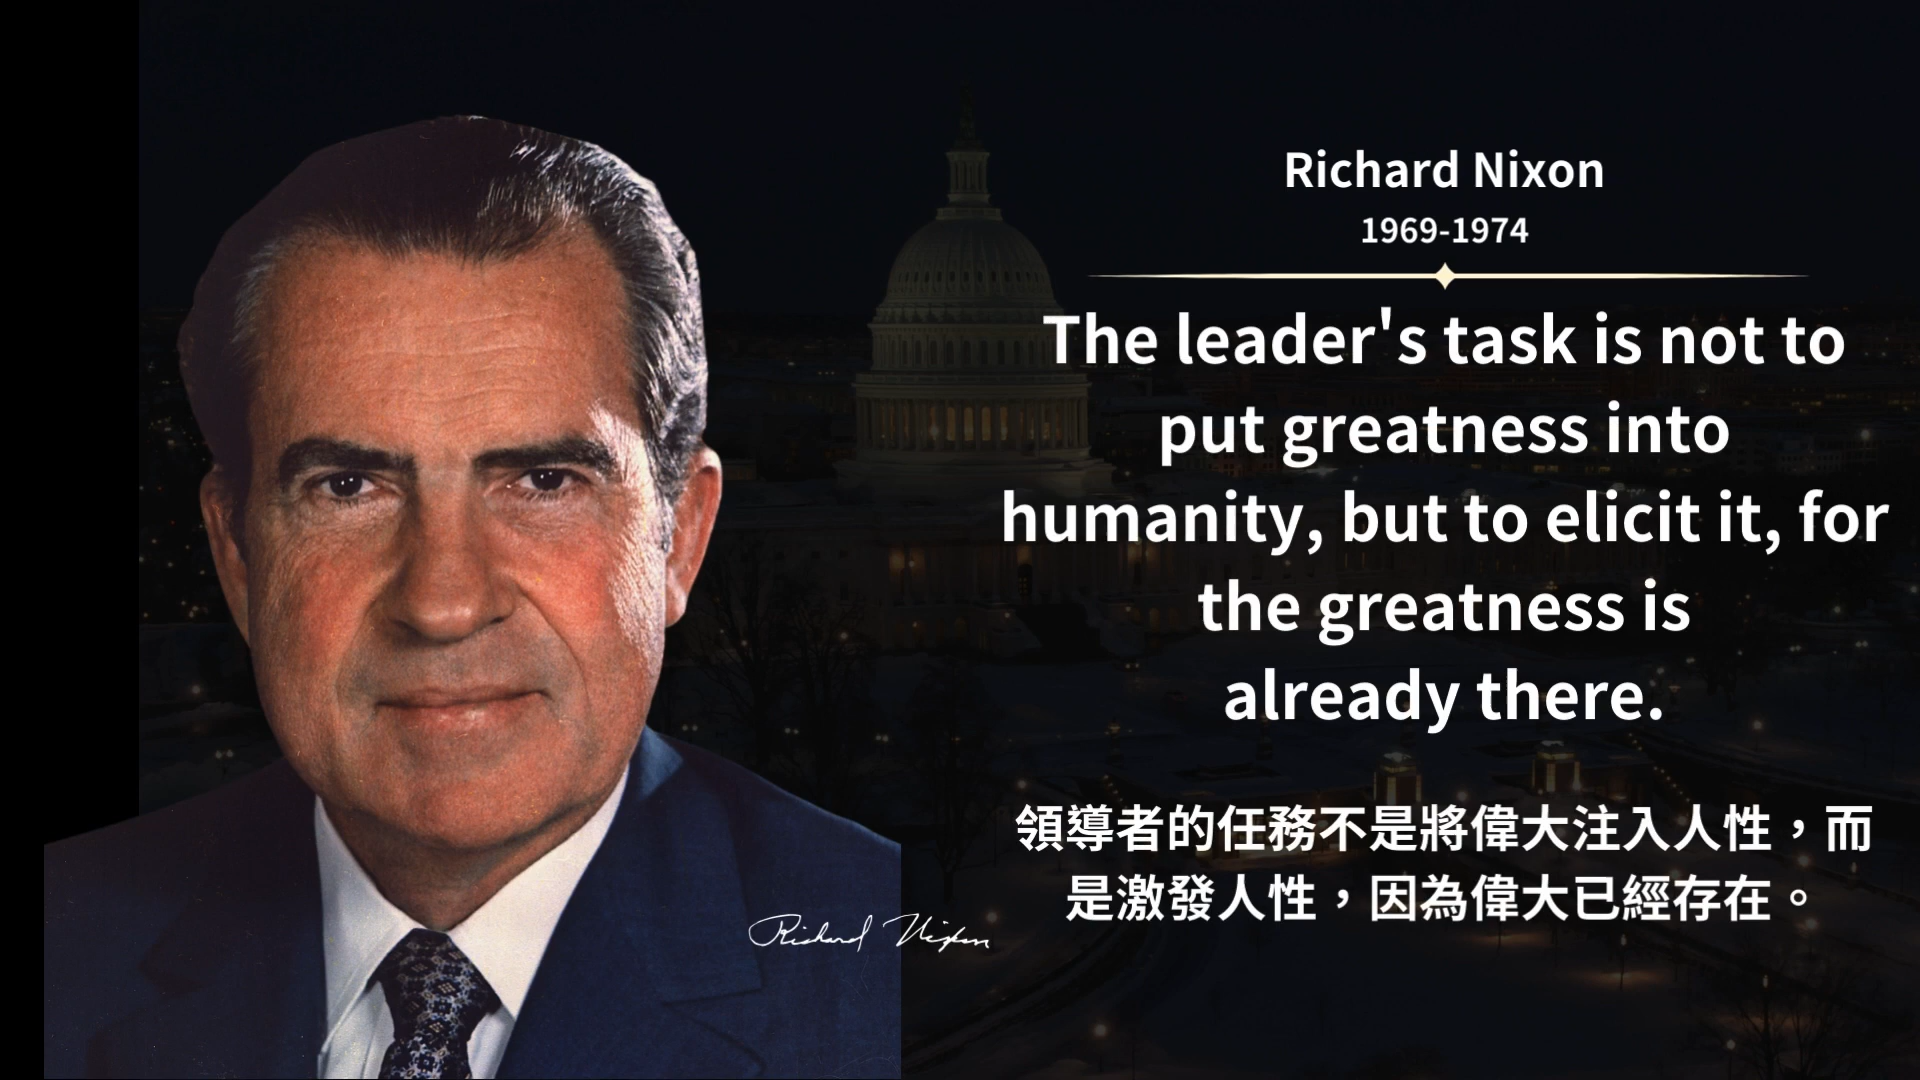 Richard Nixon
1969-1974
The leader's task is not to
put greatness into
humanity, but to elicit it, for
the greatness is
already there.
領導者的任務不是將偉大注入人性，而
是激發人性，因為偉大已經存在。
Richard Nixon